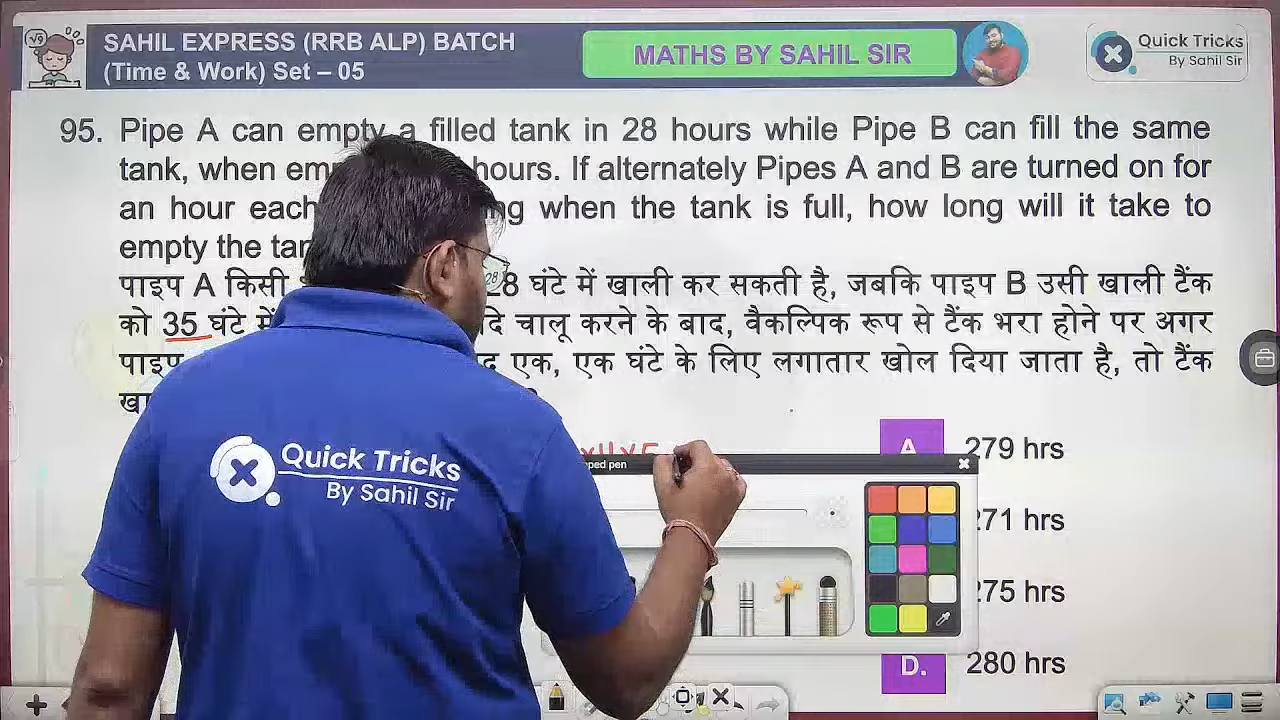 SAHIL EXPRESS (RRB ALP) BATCH
(Time & Work) Set – 05
MATHS BY SAHIL SIR
Quick Tricks
By Sahil Sir
95. Pipe A can empty a filled tank in 28 hours while Pipe B can fill the same
tank, when hours. If alternately Pipes A and B are turned on for
an hour each when the tank is full, how long will it take to
empty the
पाइप A किसी 28 घंटे में खाली कर सकती है, जबकि पाइप B उसी खाली टैंक
को 35 घंटे में चालू करने के बाद, वैकल्पिक रूप से टैंक भरा होने पर अगर
पाइप एक, एक घंटे के लिए लगातार खोल दिया जाता है, तो टैंक
A. 279 hrs
271 hrs
275 hrs
D. 280 hrs
pen
Quick Tricks
By Sahil Sir